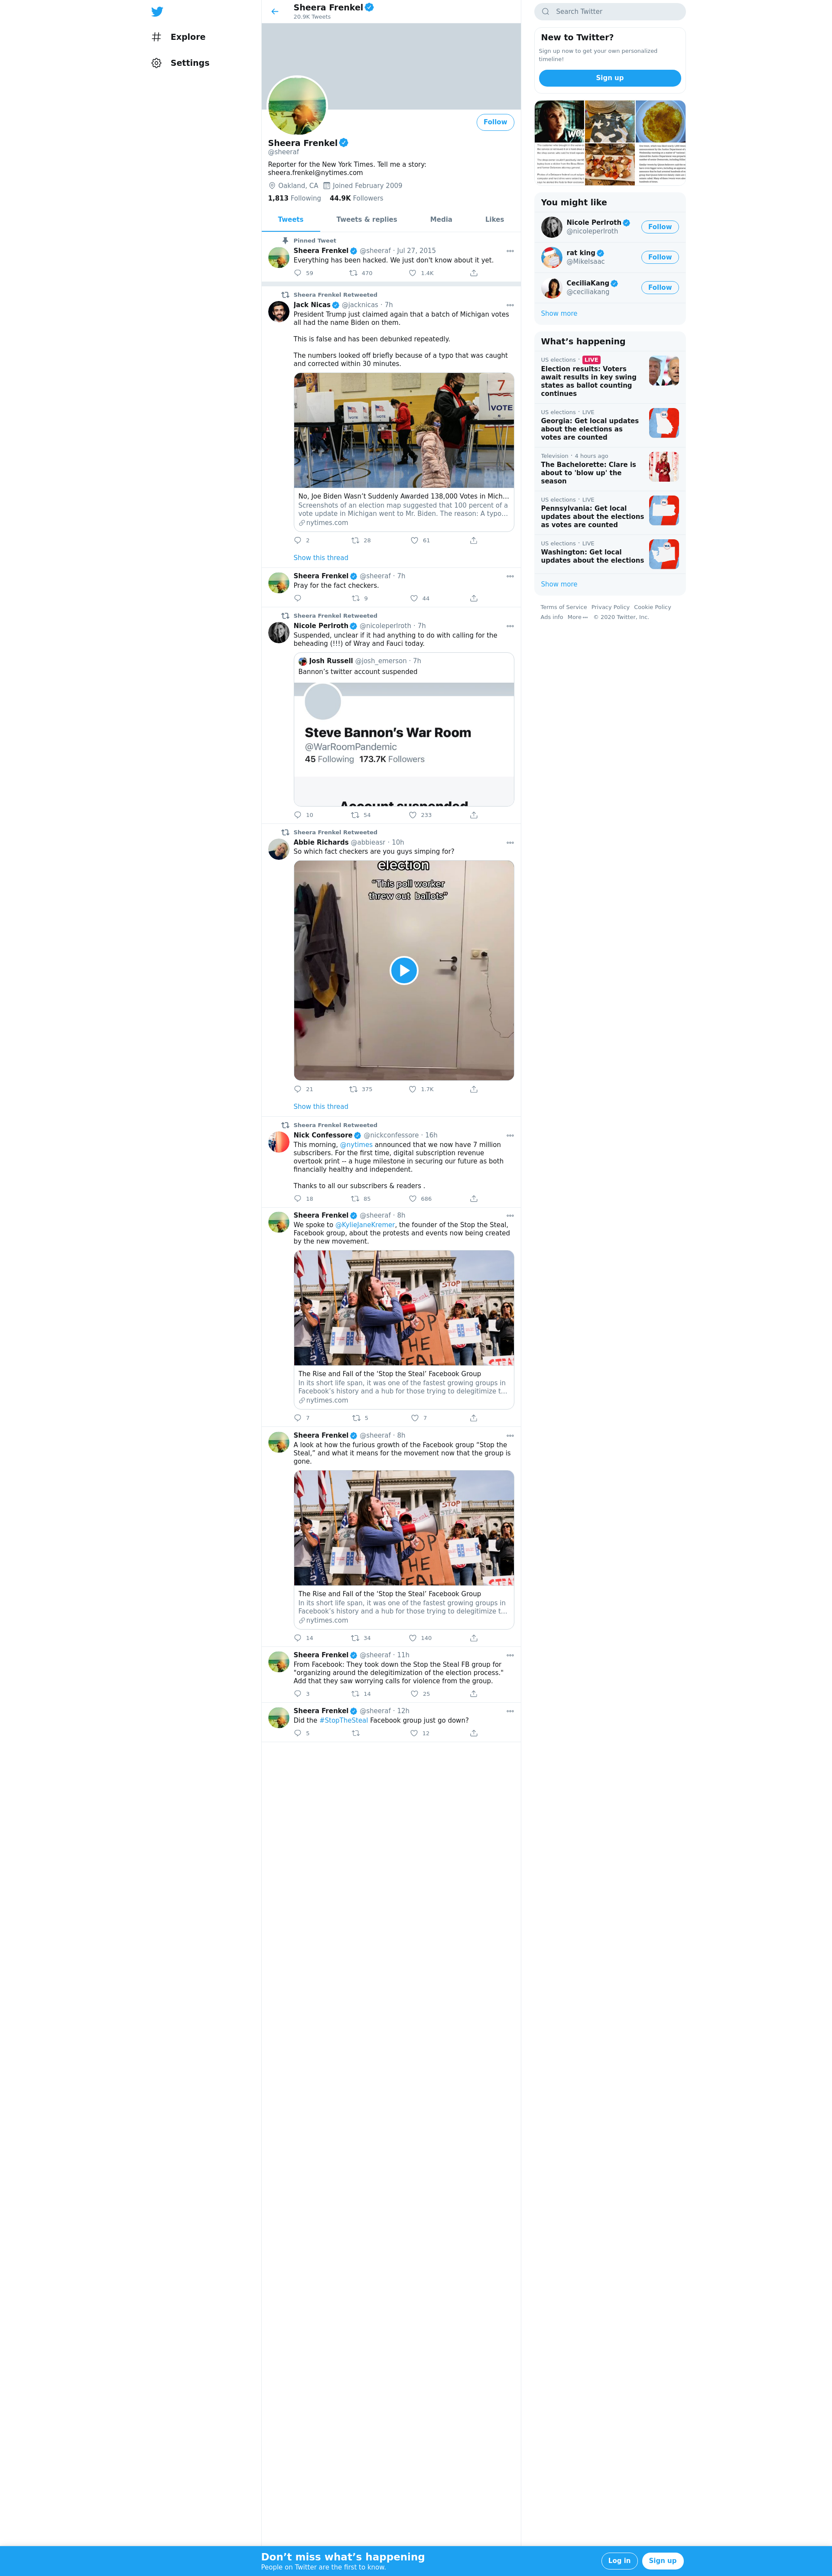 Explore
Settings
Sheera Frenkel
20.9K Tweets
Follow
Sheera Frenkel
@sheeraf
Reporter for the New York Times. Tell me a story:
sheera.frenkel@nytimes.com
Oakland, CA Joined February 2009
1,813 Following 44.9K Followers
Tweets Tweets & replies Media Likes
Pinned Tweet
Sheera Frenkel @sheeraf · Jul 27, 2015
Everything has been hacked. We just don't know about it yet.
59 470 1.4K
Sheera Frenkel Retweeted
Jack Nicas @jacknicas · 7h
President Trump just claimed again that a batch of Michigan votes
all had the name Biden on them.
This is false and has been debunked repeatedly.
The numbers looked off briefly because of a typo that was caught
and corrected within 30 minutes.
7
VOTE
No, Joe Biden Wasn't Suddenly Awarded 138,000 Votes in Mich...
Screenshots of an election map suggested that 100 percent of a
vote update in Michigan went to Mr. Biden. The reason: A typo...
nytimes.com
2 28 61
Show this thread
Sheera Frenkel @sheeraf · 7h
Pray for the fact checkers.
9 44
Sheera Frenkel Retweeted
Nicole Perlroth @nicoleperlroth · 7h
Suspended, unclear if it had anything to do with calling for the
beheading (!!!) of Wray and Fauci today.
Josh Russell @josh_emerson · 7h
Bannon's twitter account suspended
Steve Bannon's War Room
@WarRoomPandemic
45 Following 173.7K Followers
Account suspended
10 54 233
Sheera Frenkel Retweeted
Abbie Richards @abbieasr · 10h
So which fact checkers are you guys simping for?
election
"This poll worker
threw out ballots"
21 375 1.7K
Show this thread
Sheera Frenkel Retweeted
Nick Confessore @nickconfessore · 16h
This morning, @nytimes announced that we now have 7 million
subscribers. For the first time, digital subscription revenue
overtook print — a huge milestone in securing our future as both
financially healthy and independent.
Thanks to all our subscribers & readers .
18 85 686
Sheera Frenkel @sheeraf · 8h
We spoke to @KylieJaneKremer, the founder of the Stop the Steal,
Facebook group, about the protests and events now being created
by the new movement.
STOP
STEAL
STOP
THE
EAL
The Rise and Fall of the 'Stop the Steal' Facebook Group
In its short life span, it was one of the fastest growing groups in
Facebook's history and a hub for those trying to delegitimize t...
nytimes.com
7 5 7
Sheera Frenkel @sheeraf · 8h
A look at how the furious growth of the Facebook group "Stop the
Steal," and what it means for the movement now that the group is
gone.
STOP
STEAL
STOP
THE
EAL
The Rise and Fall of the 'Stop the Steal' Facebook Group
In its short life span, it was one of the fastest growing groups in
Facebook's history and a hub for those trying to delegitimize t...
nytimes.com
14 34 140
Sheera Frenkel @sheeraf · 11h
From Facebook: They took down the Stop the Steal FB group for
"organizing around the delegitimization of the election process."
Add that they saw worrying calls for violence from the group.
3 14 25
Sheera Frenkel @sheeraf · 12h
Did the #StopTheSteal Facebook group just go down?
5 12
Search Twitter
New to Twitter?
Sign up now to get your own personalized
timeline!
Sign up
You might like
Nicole Perlroth
@nicoleperlroth
Follow
rat king
@MikeIsaac
Follow
CeciliaKang
@ceciliakang
Follow
Show more
What's happening
US elections · LIVE
Election results: Voters
await results in key swing
states as ballot counting
continues
US elections · LIVE
Georgia: Get local updates
about the elections as
votes are counted
Television · 4 hours ago
The Bachelorette: Clare is
about to 'blow up' the
season
US elections · LIVE
Pennsylvania: Get local
updates about the elections
as votes are counted
US elections · LIVE
Washington: Get local
updates about the elections
Show more
Terms of Service Privacy Policy Cookie Policy
Ads info More © 2020 Twitter, Inc.
Don't miss what's happening
People on Twitter are the first to know.
Log in
Sign up